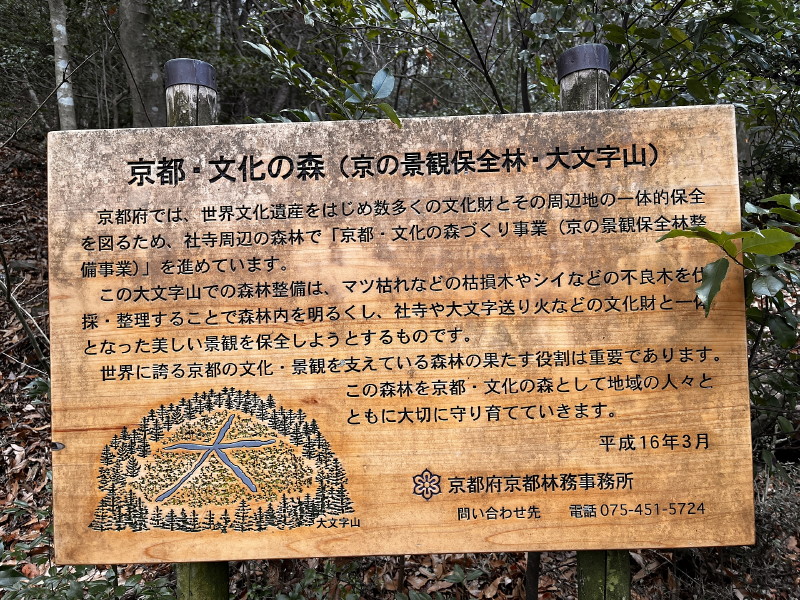 京都・文化の森（京の景観保全林・大文字山）
京都府では、世界文化遺産をはじめ数多くの文化財とその周辺地の一体的保全
を図るため、社寺周辺の森林で「京都・文化の森づくり事業（京の景観保全林整
備事業）」を進めています。
この大文字山での森林整備は、マツ枯れなどの枯損木やシイなどの不良木を伐
採・整理することで森林内を明るくし、社寺や大文字送り火などの文化財と一体
となった美しい景観を保全しようとするものです。
世界に誇る京都の文化・景観を支えている森林の果たす役割は重要であります。
この森林を京都・文化の森として地域の人々と
ともに大切に守り育てていきます。
平成16年3月
大文字山
京都府京都林務事務所
問い合わせ先 電話 075-451-5724